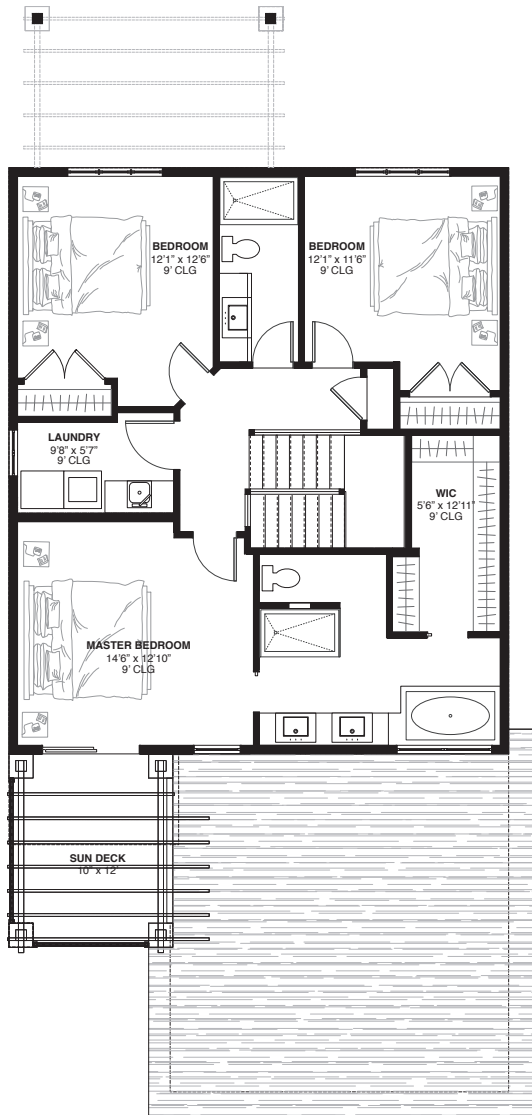 BEDROOM
12'1" x 12'6"
9' CLG
BEDROOM
12'1" x 11'6"
9' CLG
LAUNDRY
9'8" x 5'7"
9' CLG
WIC
5'6" x 12'11"
9' CLG
MASTER BEDROOM
14'6" x 12'10"
9' CLG
SUN DECK
10" x 12'